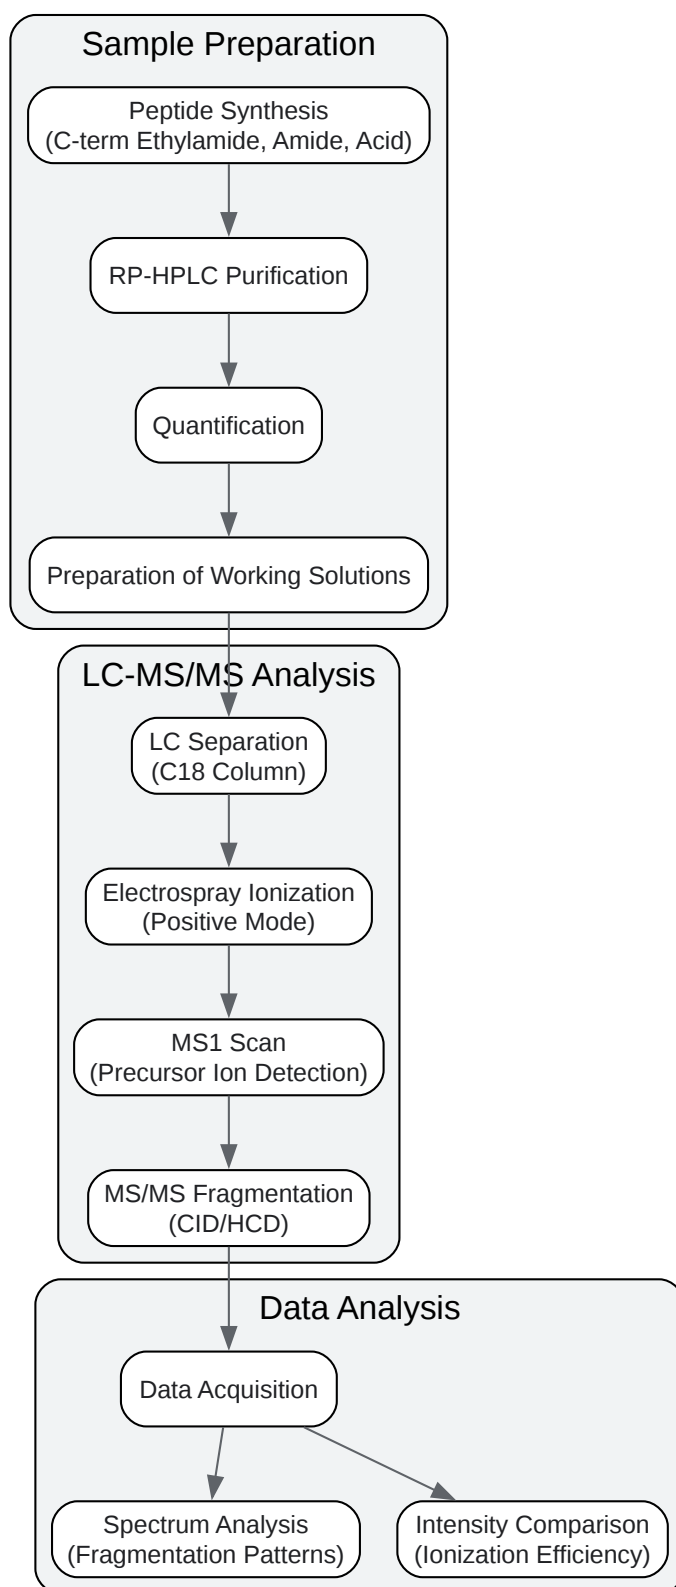 Sample Preparation
Peptide Synthesis
(C-term Ethylamide, Amide, Acid)
RP-HPLC Purification
Quantification
Preparation of Working Solutions
LC-MS/MS Analysis
LC Separation
(C18 Column)
Electrospray Ionization
(Positive Mode)
MS1 Scan
(Precursor Ion Detection)
MS/MS Fragmentation
(CID/HCD)
Data Analysis
Data Acquisition
Spectrum Analysis
(Fragmentation Patterns)
Intensity Comparison
(Ionization Efficiency)